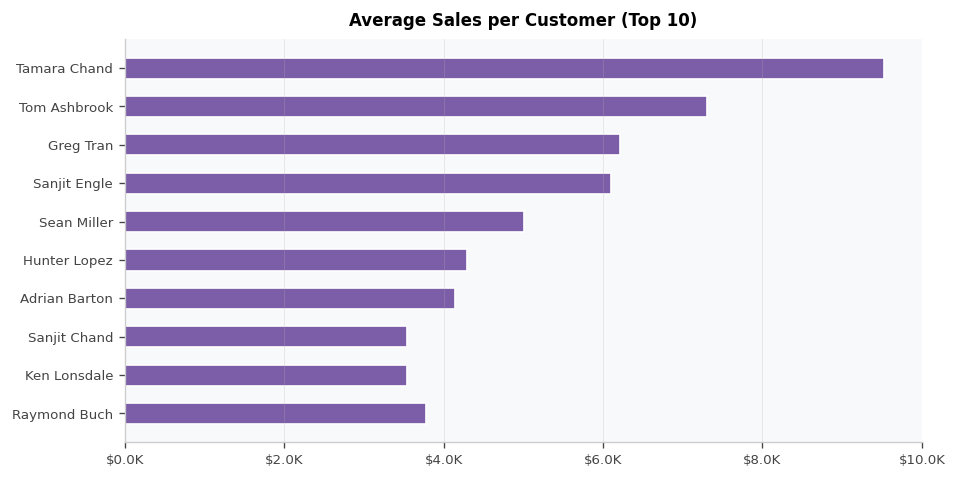 Average Sales per Customer (Top 10)
Tamara Chand
Tom Ashbrook
Greg Tran
Sanjit Engle
Sean Miller
Hunter Lopez
Adrian Barton
Sanjit Chand
Ken Lonsdale
Raymond Buch
$0.0K $2.0K $4.0K $6.0K $8.0K $10.0K